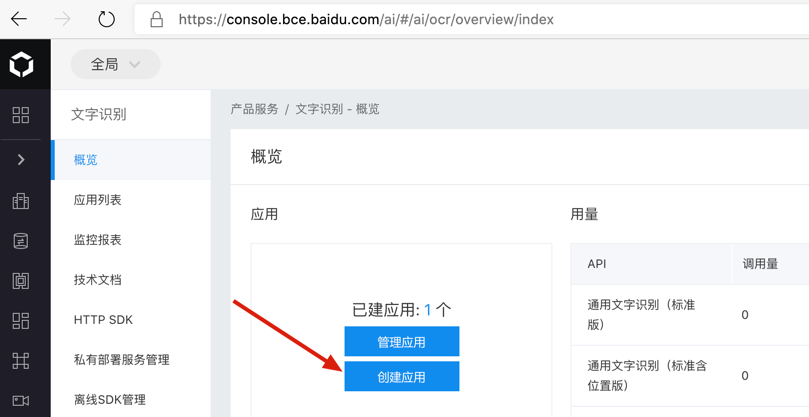 https://console.bce.baidu.com/ai/#/ai/ocr/overview/index
全局
文字识别
概览
应用列表
监控报表
技术文档
HTTP SDK
私有部署服务管理
离线SDK管理
产品服务 / 文字识别 - 概览
概览
应用
已建应用: 1 个
管理应用
创建应用
用量
API 调用量
通用文字识别（标准
版） 0
通用文字识别（标准含
位置版） 0